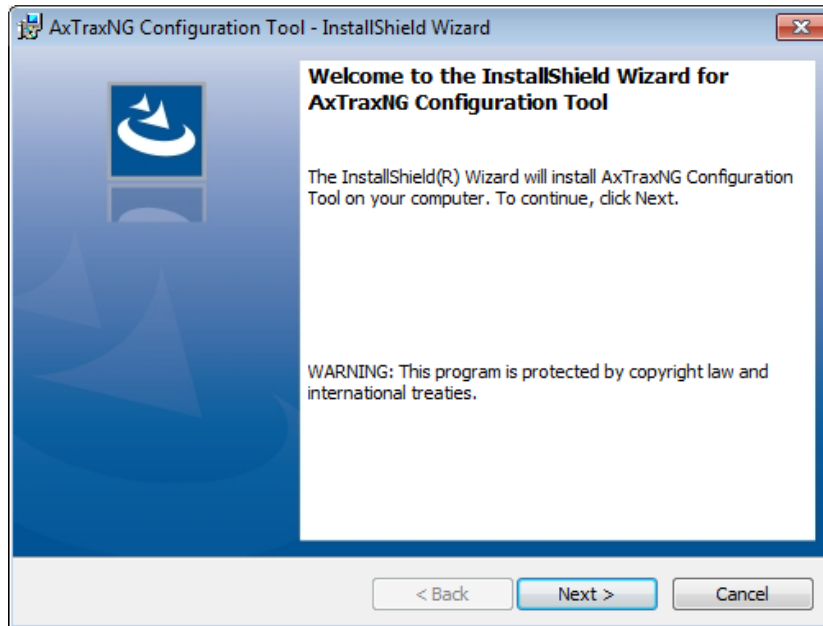 AxTraxNG Configuration Tool - InstallShield Wizard
Welcome to the InstallShield Wizard for
AxTraxNG Configuration Tool
The InstallShield(R) Wizard will install AxTraxNG Configuration
Tool on your computer. To continue, click Next.
WARNING: This program is protected by copyright law and
international treaties.
< Back
Next >
Cancel